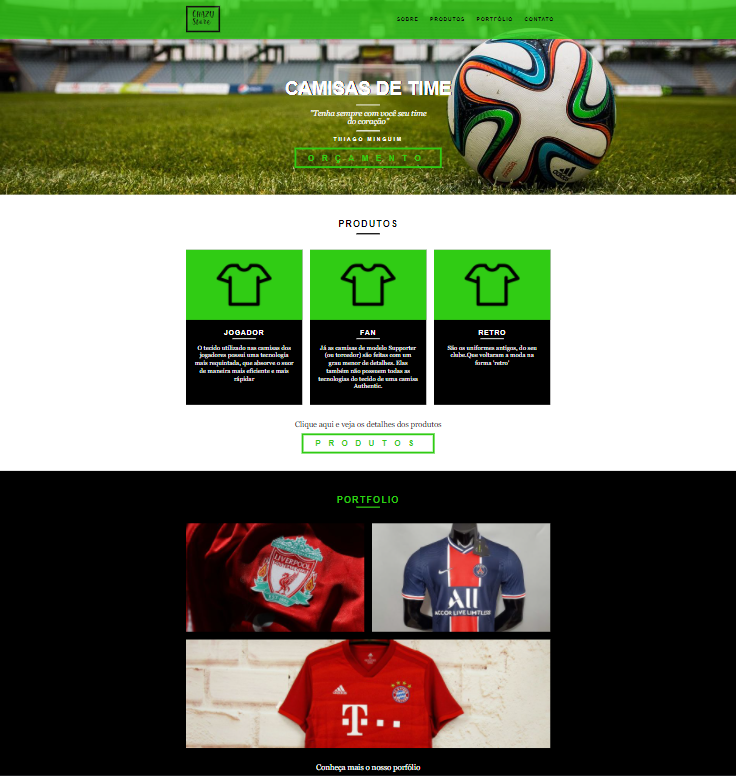 SOBRE PRODUTOS PORTFÓLIO CONTATO
CAMISAS DE TIME
"Tenha sempre com você seu time
do coração"
THIAGO MINGUIM
ORÇAMENTO
PRODUTOS
JOGADOR
O tecido utilizado nas camisas dos
jogadores possui uma tecnologia
mais requintada, que absorve o suor
de maneira mais eficiente e mais
rápidar
FAN
Já as camisas de modelo Supporter
(ou torcedor) são feitas com um
grau menor de detalhes. Elas
também não possuem todas as
tecnologias do tecido de uma camisa
Authentic.
RETRO
São os uniformes antigos, do seu
clube.Que voltaram a moda na
forma 'retro'
Clique aqui e veja os detalhes dos produtos
PRODUTOS
PORTFOLIO
LIVERPOOL
ALL
ACCOR LIVE LIMITLESS
T
Conheça mais o nosso porfólio